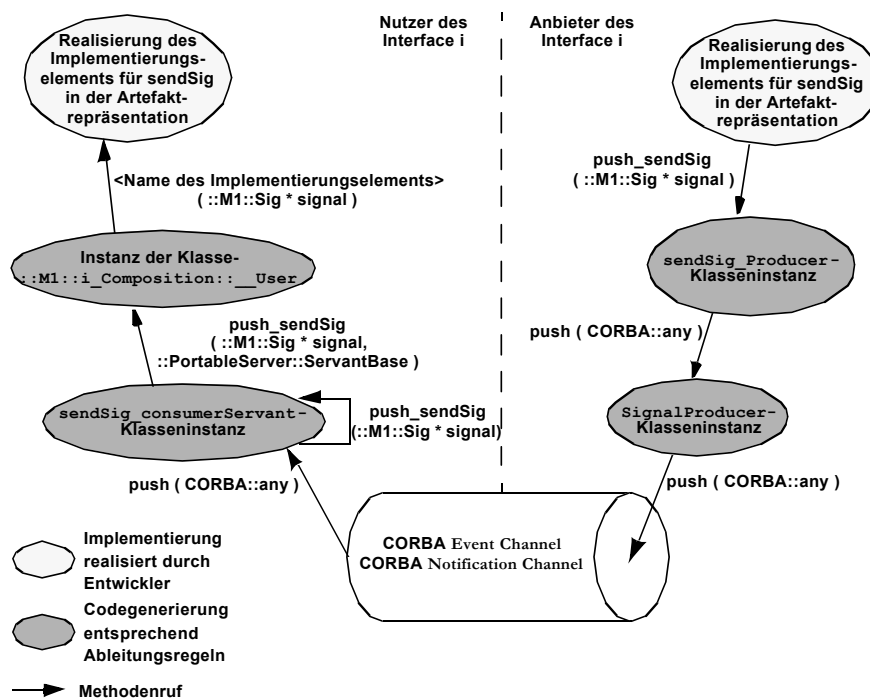 Realisierung des
Implementierungs-
elements für sendSig
in der Artefakt-
repräsentation
Nutzer des
Interface i
Anbieter des
Interface i
Realisierung des
Implementierungs-
elements für sendSig
in der Artefakt-
repräsentation
<Name des Implementierungselements>
( ::M1::Sig * signal )
push_sendSig
( ::M1::Sig * signal )
Instanz der Klasse-
::M1::i_Composition::__User
sendSig_Producer-
Klasseninstanz
push_sendSig
( ::M1::Sig * signal,
::PortableServer::ServantBase )
push ( CORBA::any )
sendSig_consumerServant-
Klasseninstanz
push_sendSig
(::M1::Sig * signal)
SignalProducer-
Klasseninstanz
push ( CORBA::any )
push ( CORBA::any )
CORBA Event Channel
CORBA Notification Channel
Implementierung
realisiert durch
Entwickler
Codegenerierung
entsprechend
Ableitungsregeln
Methodenruf